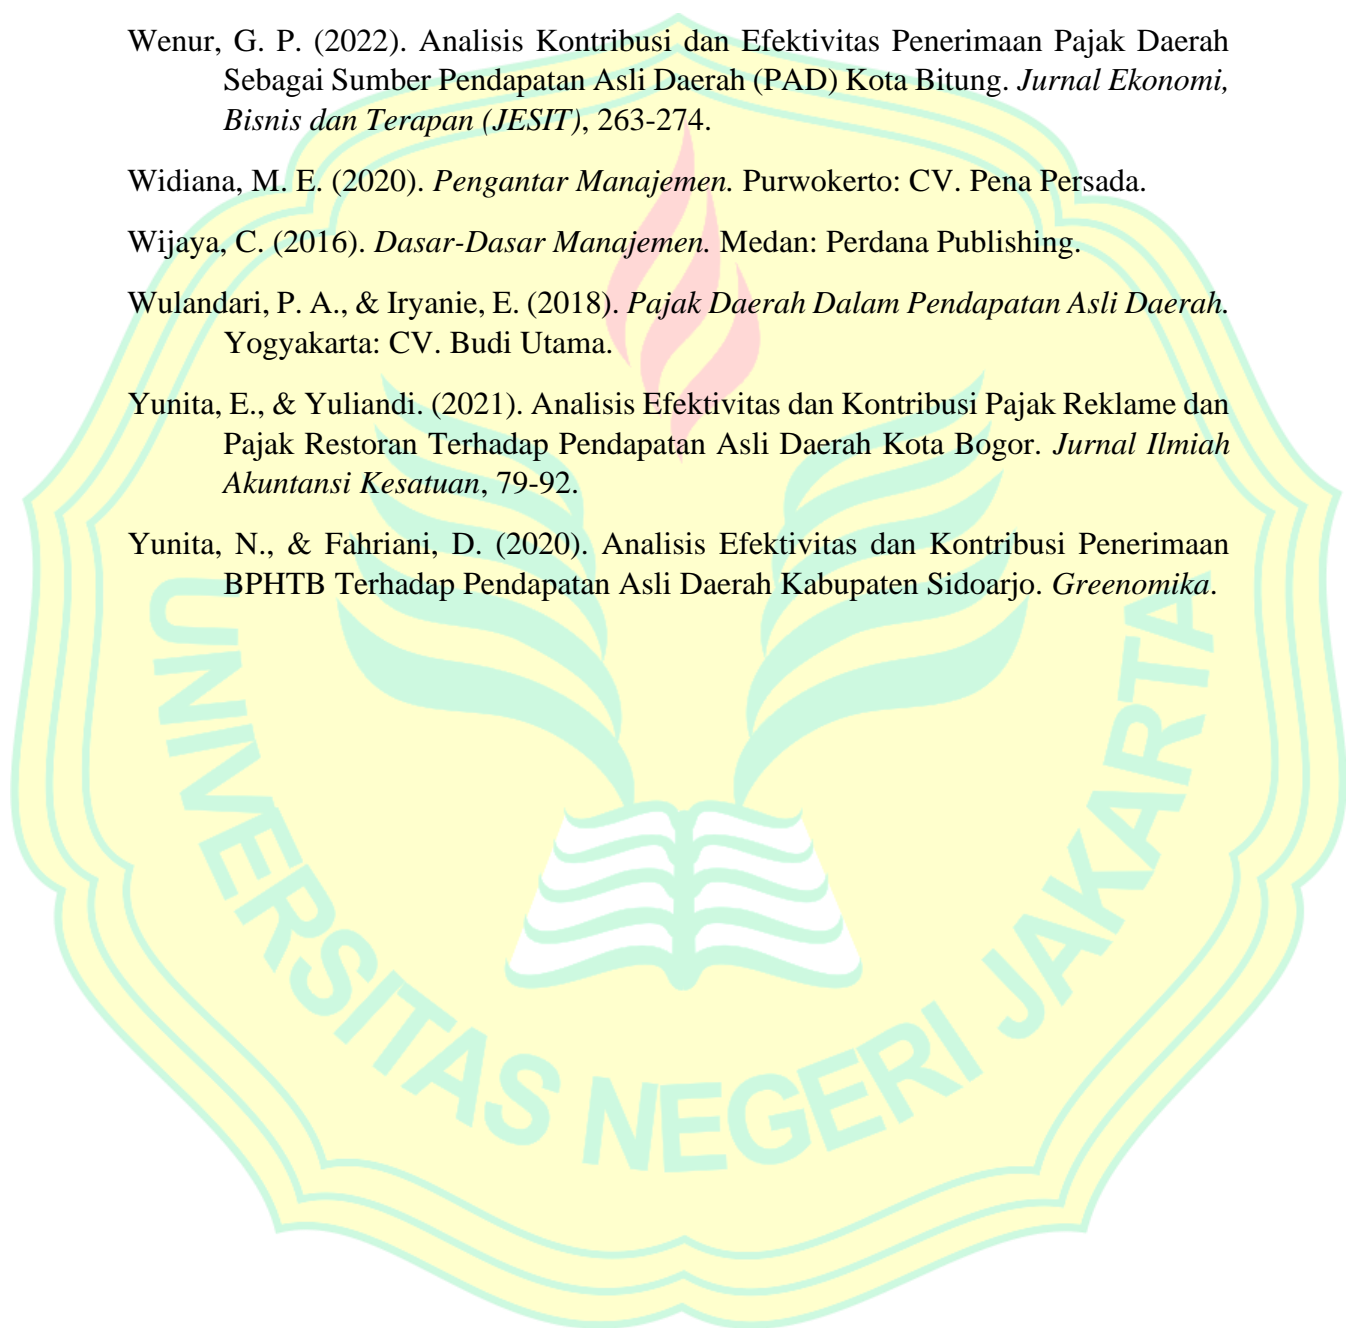 Wenur, G. P. (2022). Analisis Kontribusi dan Efektivitas Penerimaan Pajak Daerah
Sebagai Sumber Pendapatan Asli Daerah (PAD) Kota Bitung. Jurnal Ekonomi,
Bisnis dan Terapan (JESIT), 263-274.
Widiana, M. E. (2020). Pengantar Manajemen. Purwokerto: CV. Pena Persada.
Wijaya, C. (2016). Dasar-Dasar Manajemen. Medan: Perdana Publishing.
Wulandari, P. A., & Iryanie, E. (2018). Pajak Daerah Dalam Pendapatan Asli Daerah.
Yogyakarta: CV. Budi Utama.
Yunita, E., & Yuliandi. (2021). Analisis Efektivitas dan Kontribusi Pajak Reklame dan
Pajak Restoran Terhadap Pendapatan Asli Daerah Kota Bogor. Jurnal Ilmiah
Akuntansi Kesatuan, 79-92.
Yunita, N., & Fahriani, D. (2020). Analisis Efektivitas dan Kontribusi Penerimaan
BPHTB Terhadap Pendapatan Asli Daerah Kabupaten Sidoarjo. Greenomika.
UNIVERSITAS NEGERI JAKARTA